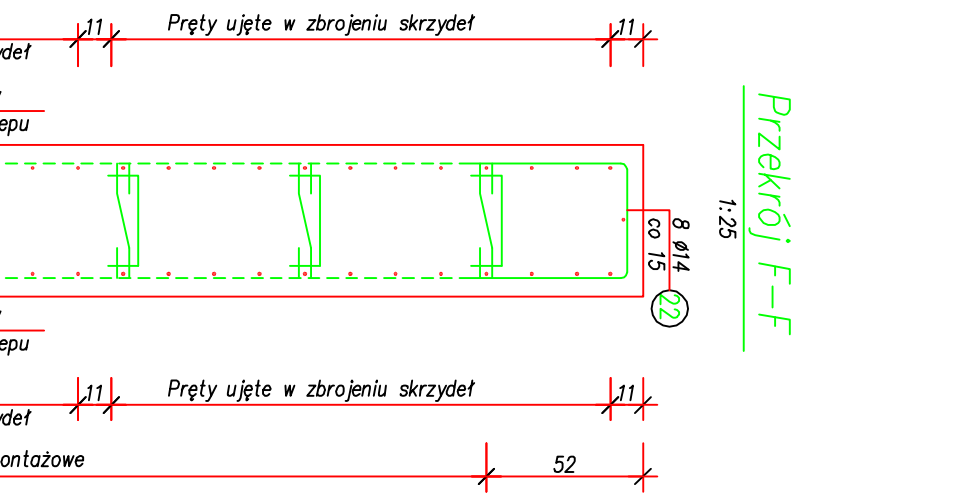 11 Pręty ujęte w zbrojeniu skrzydeł 11
ydeł
epu
Przekrój F–F
1:25
8 ø14
co 15
22
epu
11 Pręty ujęte w zbrojeniu skrzydeł 11
ydeł
ontażowe 52